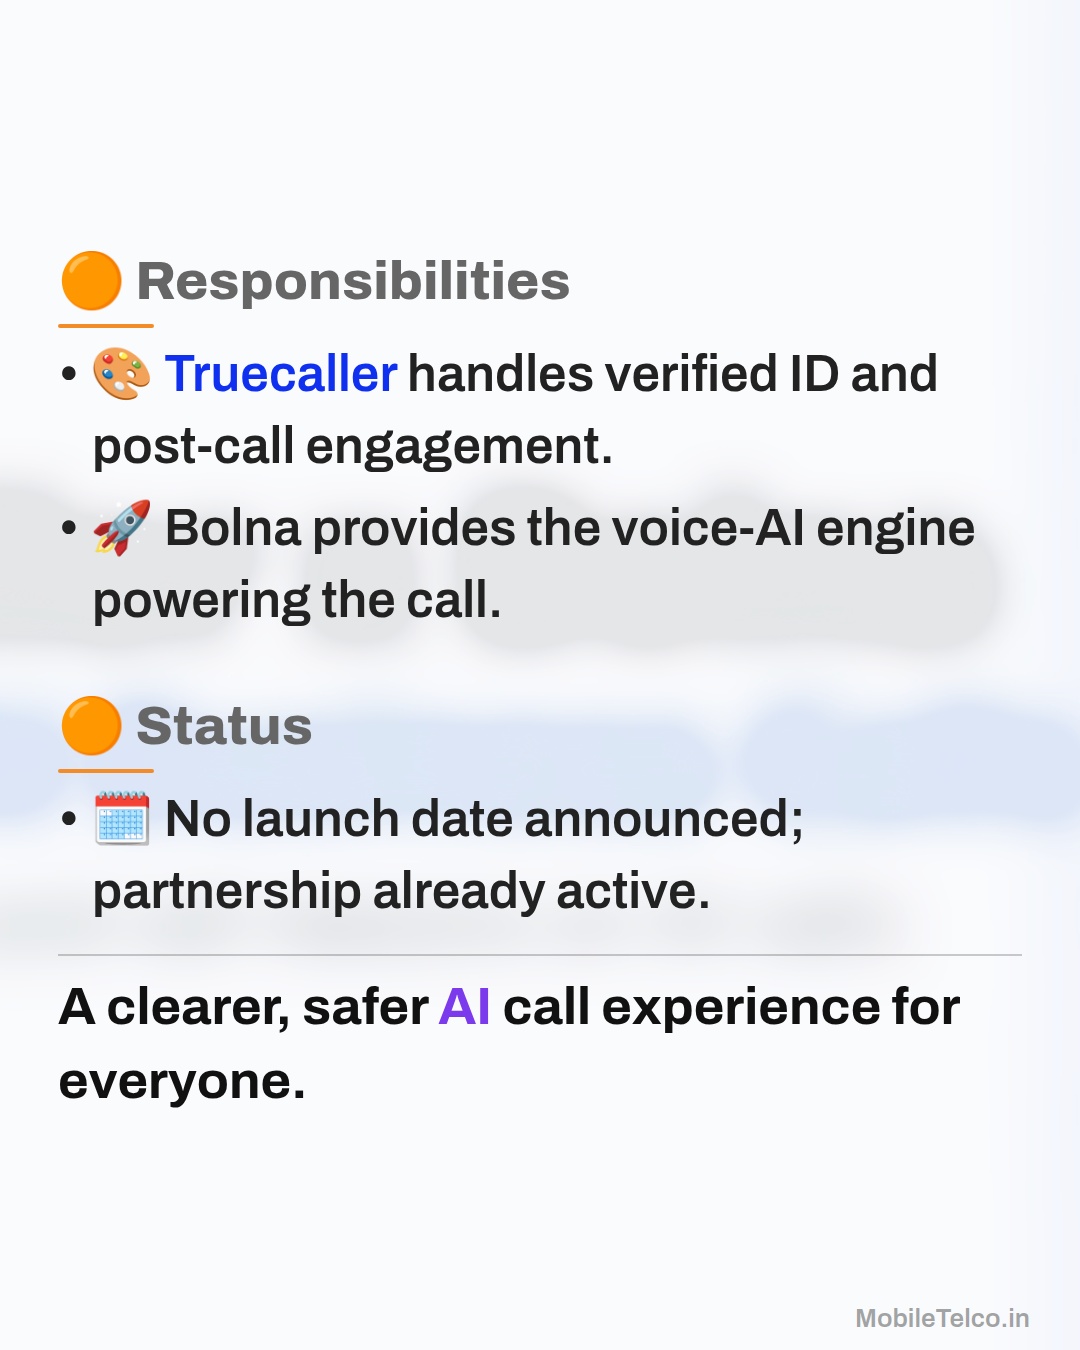 🟠 Responsibilities
• 🎨 Truecaller handles verified ID and
post-call engagement.
• 🚀 Bolna provides the voice-AI engine
powering the call.
🟠 Status
• 🗓️ No launch date announced;
partnership already active.
A clearer, safer AI call experience for
everyone.
MobileTelco.in